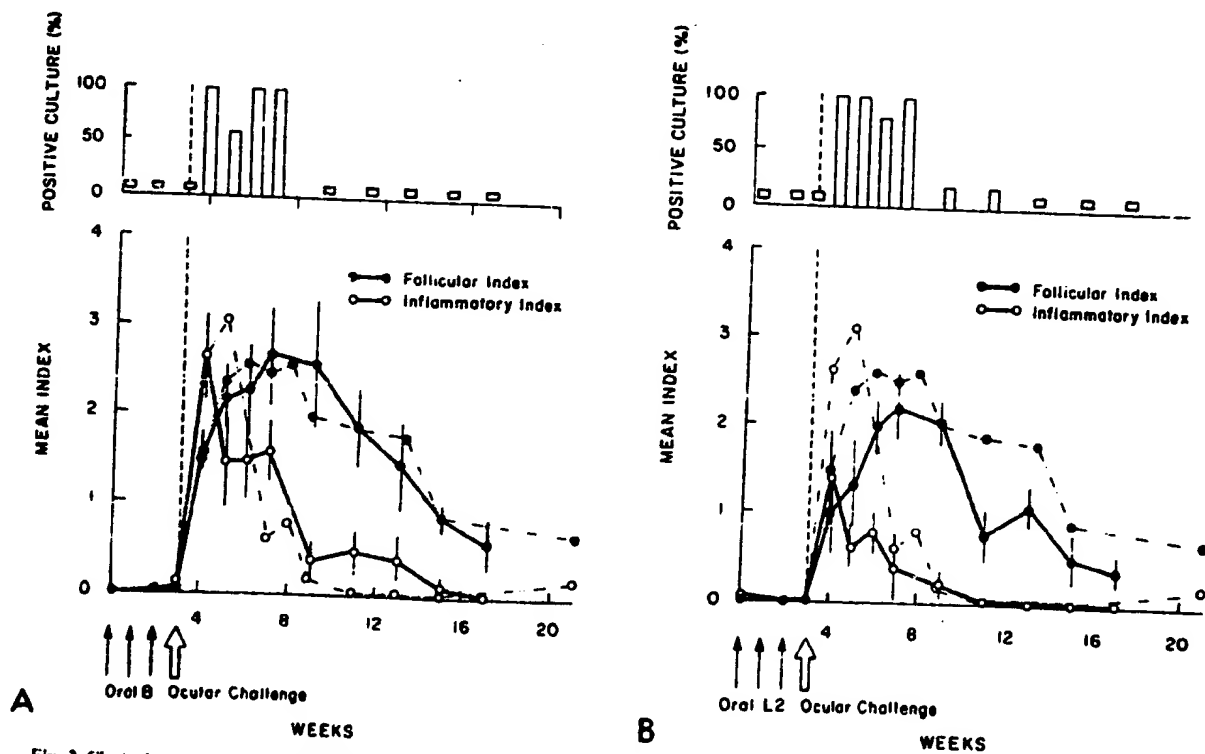 POSITIVE CULTURE (%)
100
50
0
MEAN INDEX
4
3
2
1
0
Follicular Index
Inflammatory Index
4 8 12 16 20
Oral B Ocular Challenge
A
WEEKS
POSITIVE CULTURE (%)
100
50
0
MEAN INDEX
4
3
2
1
0
Follicular Index
Inflammatory Index
4 8 12 16 20
Oral L2 Ocular Challenge
B
WEEKS